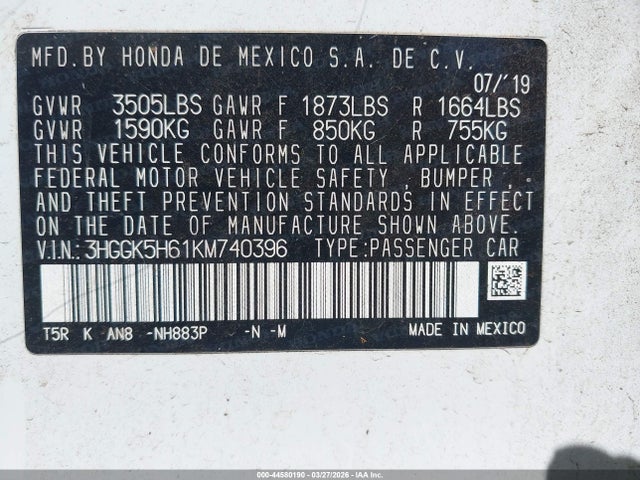 MFD.BY HONDA DE MEXICO S.A. DE C.V.
07/'19
GVWR 3505LBS GAWR F 1873LBS R 1664LBS
GVWR 1590KG GAWR F 850KG R 755KG
THIS VEHICLE CONFORMS TO ALL APPLICABLE
FEDERAL MOTOR VEHICLE SAFETY , BUMPER ,
AND THEFT PREVENTION STANDARDS IN EFFECT
ON THE DATE OF MANUFACTURE SHOWN ABOVE.
V.I.N.: 3HGGK5H61KM740396 TYPE:PASSENGER CAR
T5R K AN8 -NH883P -N -M MADE IN MEXICO
000-44580190 - 03/27/2026 - IAA Inc.